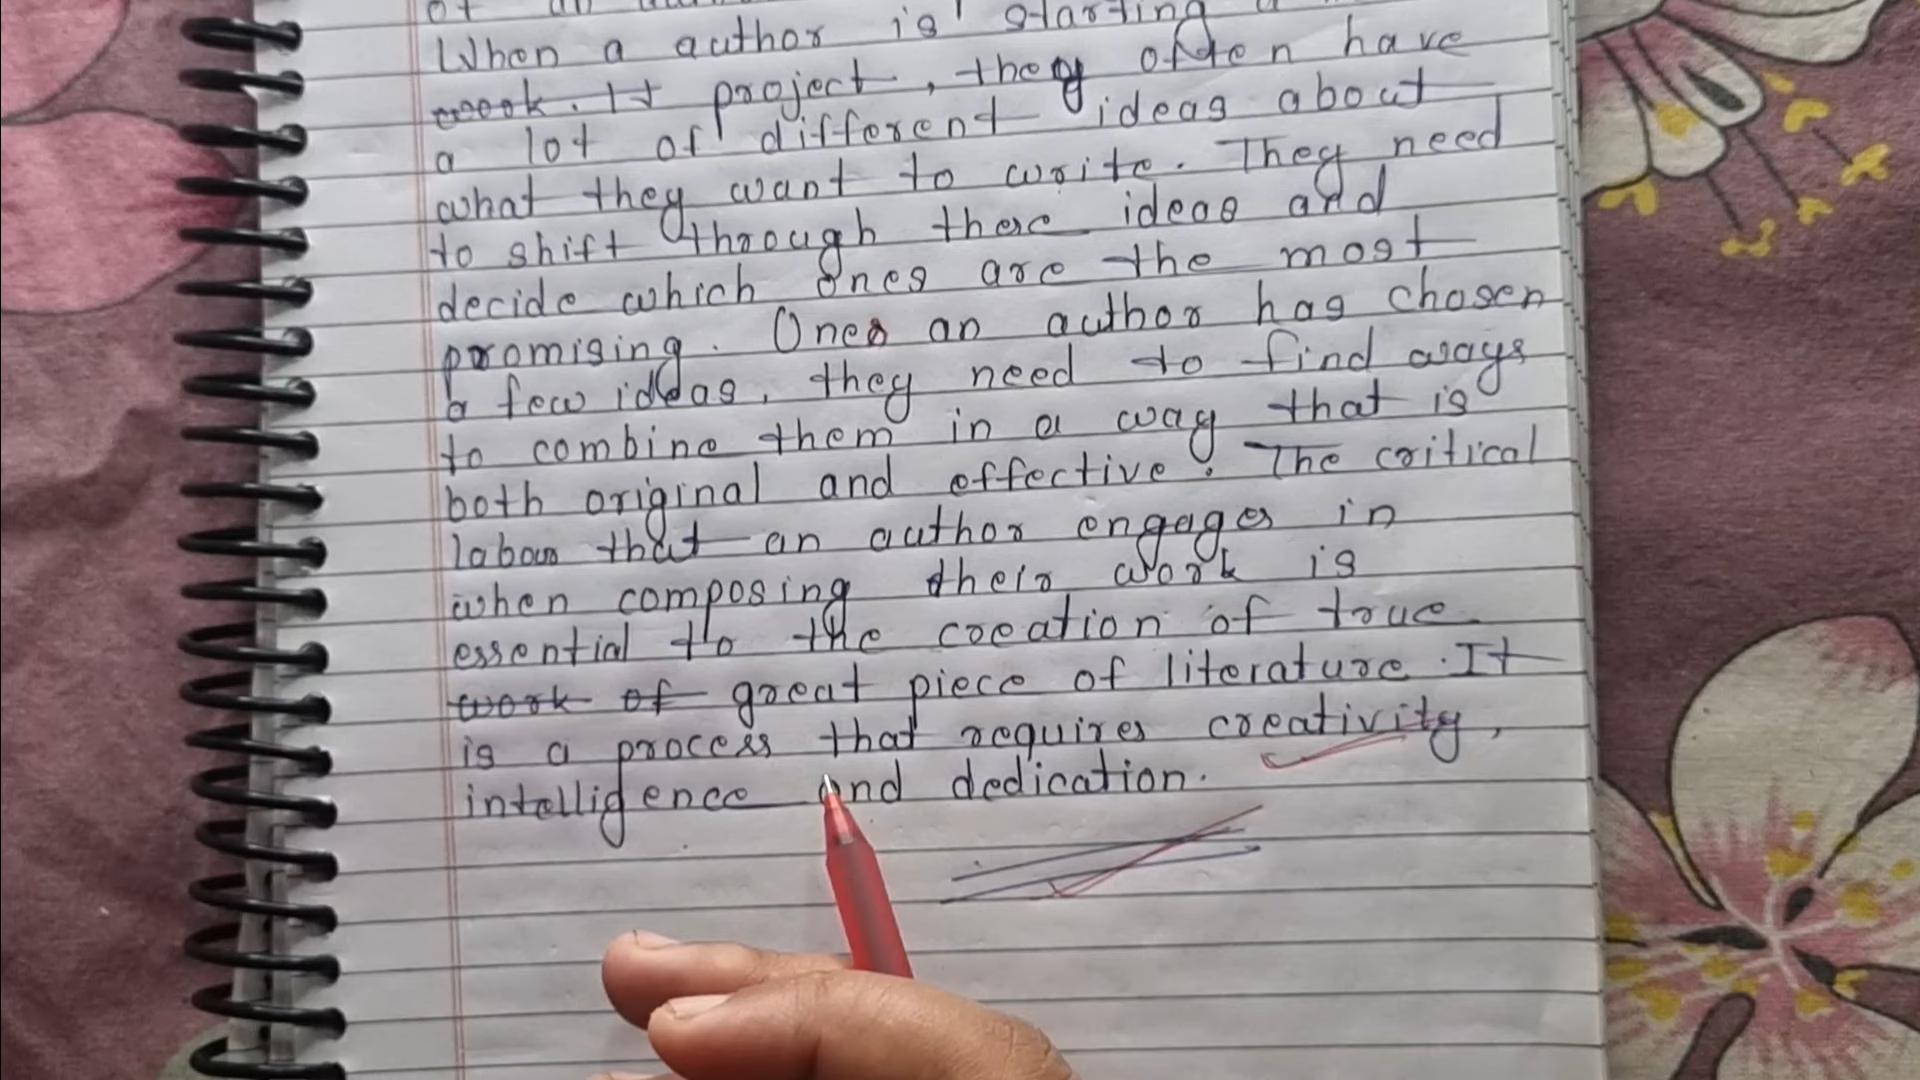 of an
When a author is starting a
work. It project, they often have
a lot of different ideas about
what they want to write. They need
to shift through these ideas and
decide which ones are the most
promising. Ones an author has chosen
a few ideas, they need to find ways
to combine them in a way that is
both original and effective. The critical
labour that an author engages in
when composing their work is
essential to the creation of true
work of great piece of literature. It
is a process that requires creativity,
intelligence and dedication.